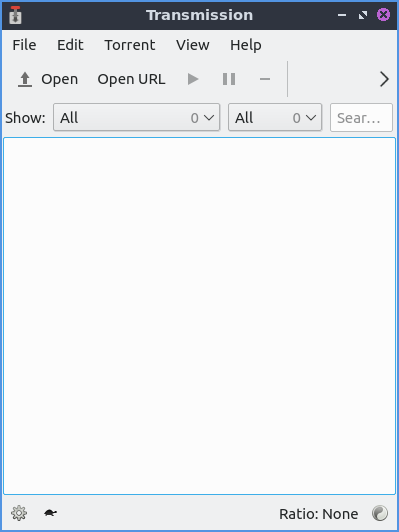 Transmission
File Edit Torrent View Help
Open Open URL
Show: All 0 All 0 Sear...
Ratio: None